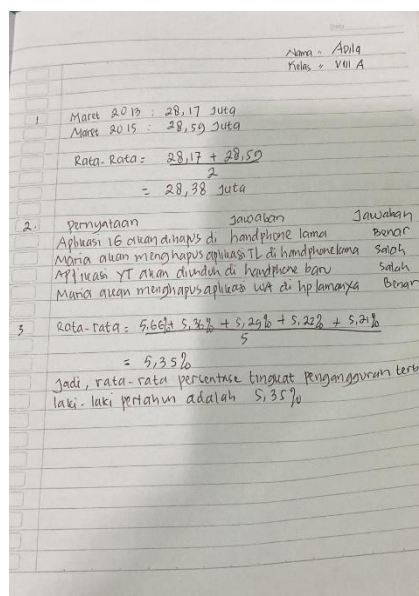 Nama : Adila
Kelas : VIII A
1 Maret 2013 : 28,17 Juta
Maret 2015 : 28,59 Juta
Rata-Rata = 28,17 + 28,59
2
= 28,38 Juta
2. Pernyataan Jawaban Jawaban
Aplikasi IG akan dihapus di handphone lama Benar
Maria akan menghapus aplikasi TL di handphone lama Salah
Aplikasi YT akan diunduh di handphone baru Salah
Maria akan menghapus aplikasi WA di hp lamanya Benar
3 Rata-rata = 5,66% + 5,36% + 5,25% + 5,22% + 5,21%
5
= 5,35%
Jadi, rata-rata persentase tingkat pengangguran terb
laki-laki pertahun adalah 5,35%